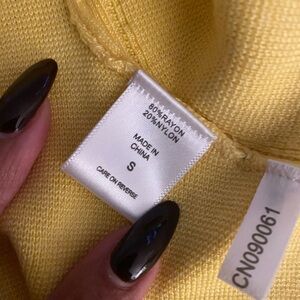 80%RAYON
20%NYLON
MADE IN
CHINA
S
CARE ON REVERSE
CN090061